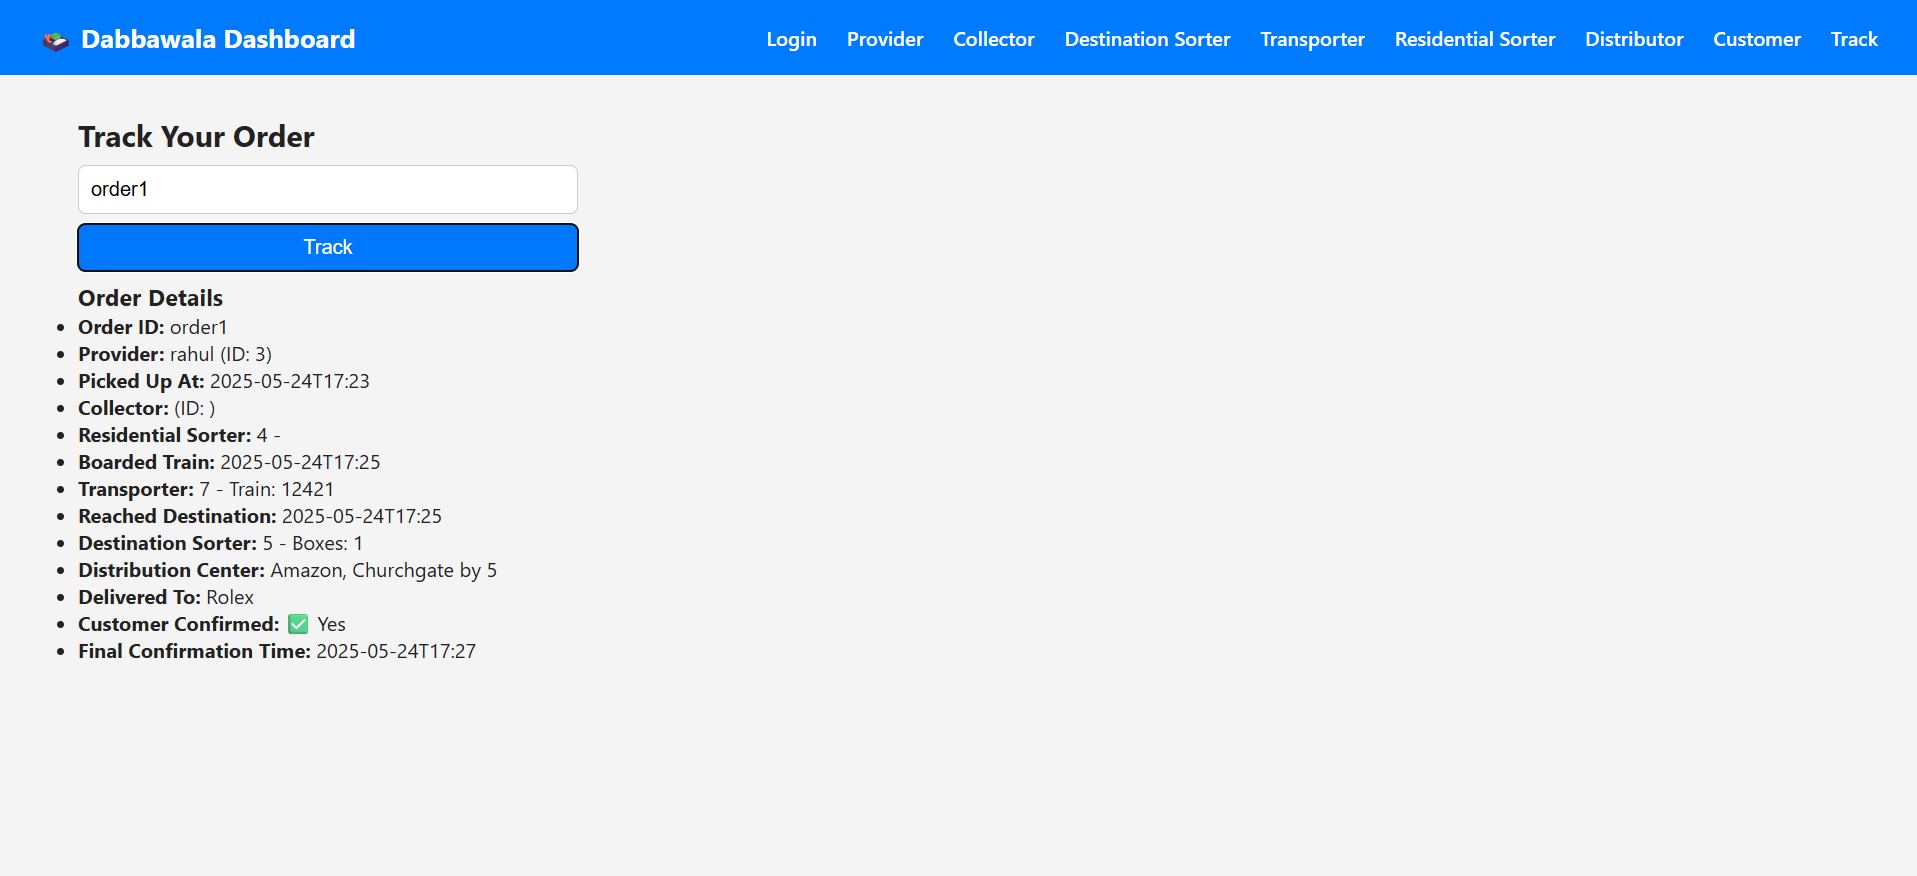 Dabbawala Dashboard Login Provider Collector Destination Sorter Transporter Residential Sorter Distributor Customer Track
Track Your Order
order1
Track
Order Details
Order ID: order1
Provider: rahul (ID: 3)
Picked Up At: 2025-05-24T17:23
Collector: (ID: )
Residential Sorter: 4 -
Boarded Train: 2025-05-24T17:25
Transporter: 7 - Train: 12421
Reached Destination: 2025-05-24T17:25
Destination Sorter: 5 - Boxes: 1
Distribution Center: Amazon, Churchgate by 5
Delivered To: Rolex
Customer Confirmed: ✅ Yes
Final Confirmation Time: 2025-05-24T17:27